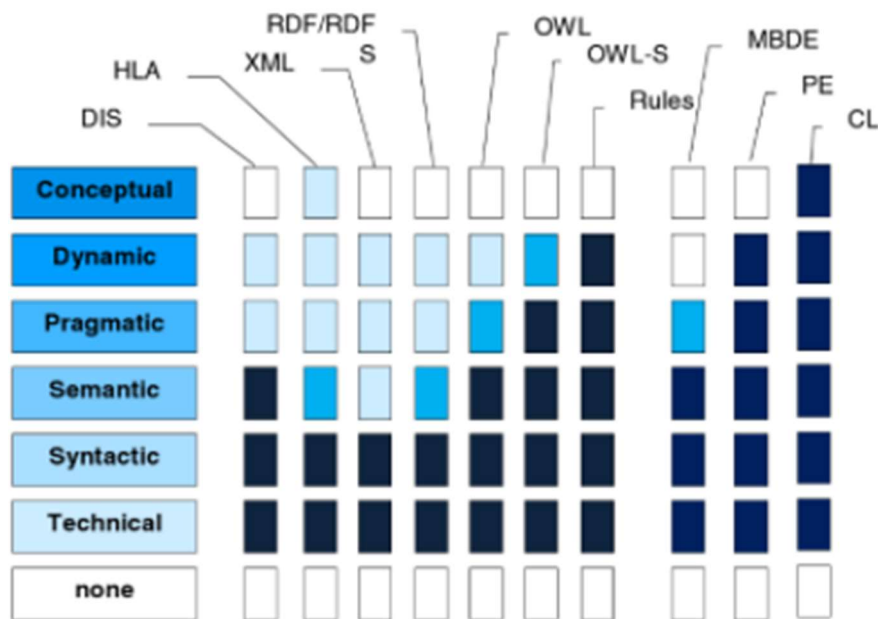 RDF/RDF
S
OWL
MBDE
XML
OWL-S
HLA
PE
Rules
DIS
CL
Conceptual
Dynamic
Pragmatic
Semantic
Syntactic
Technical
none